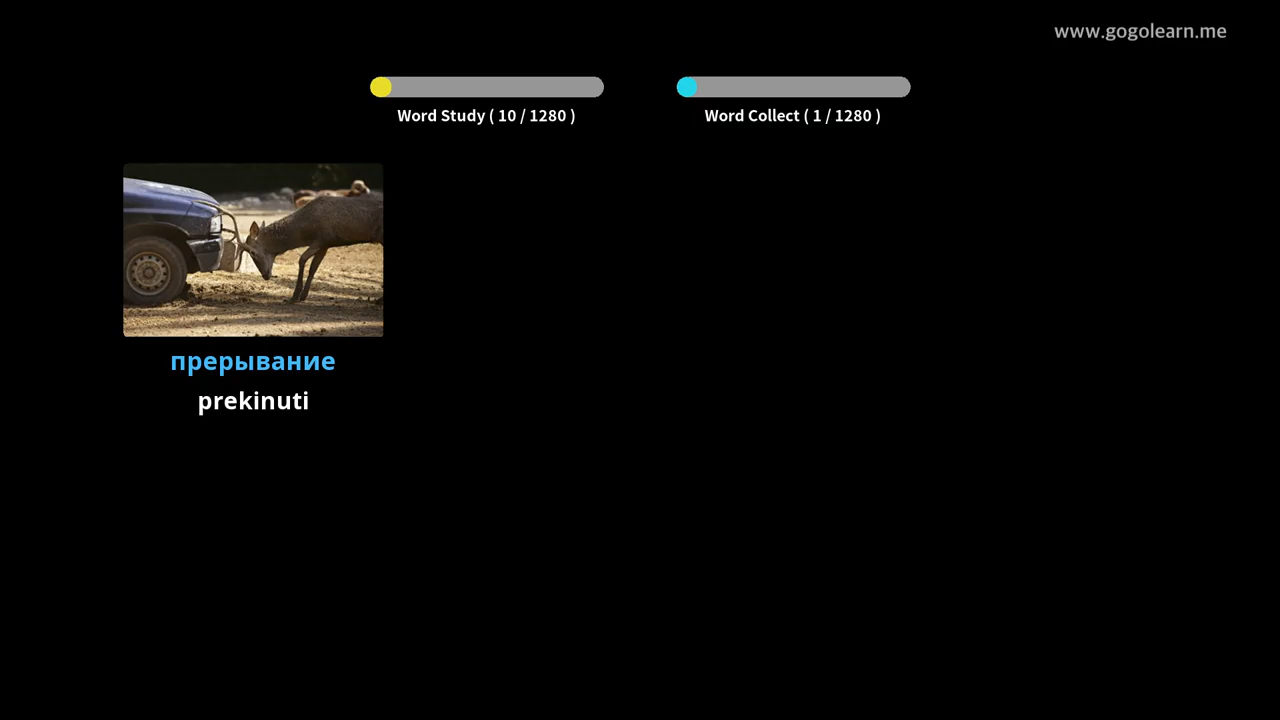 www.gogolearn.me
Word Study ( 10 / 1280 )
Word Collect ( 1 / 1280 )
прерывание
prekinuti